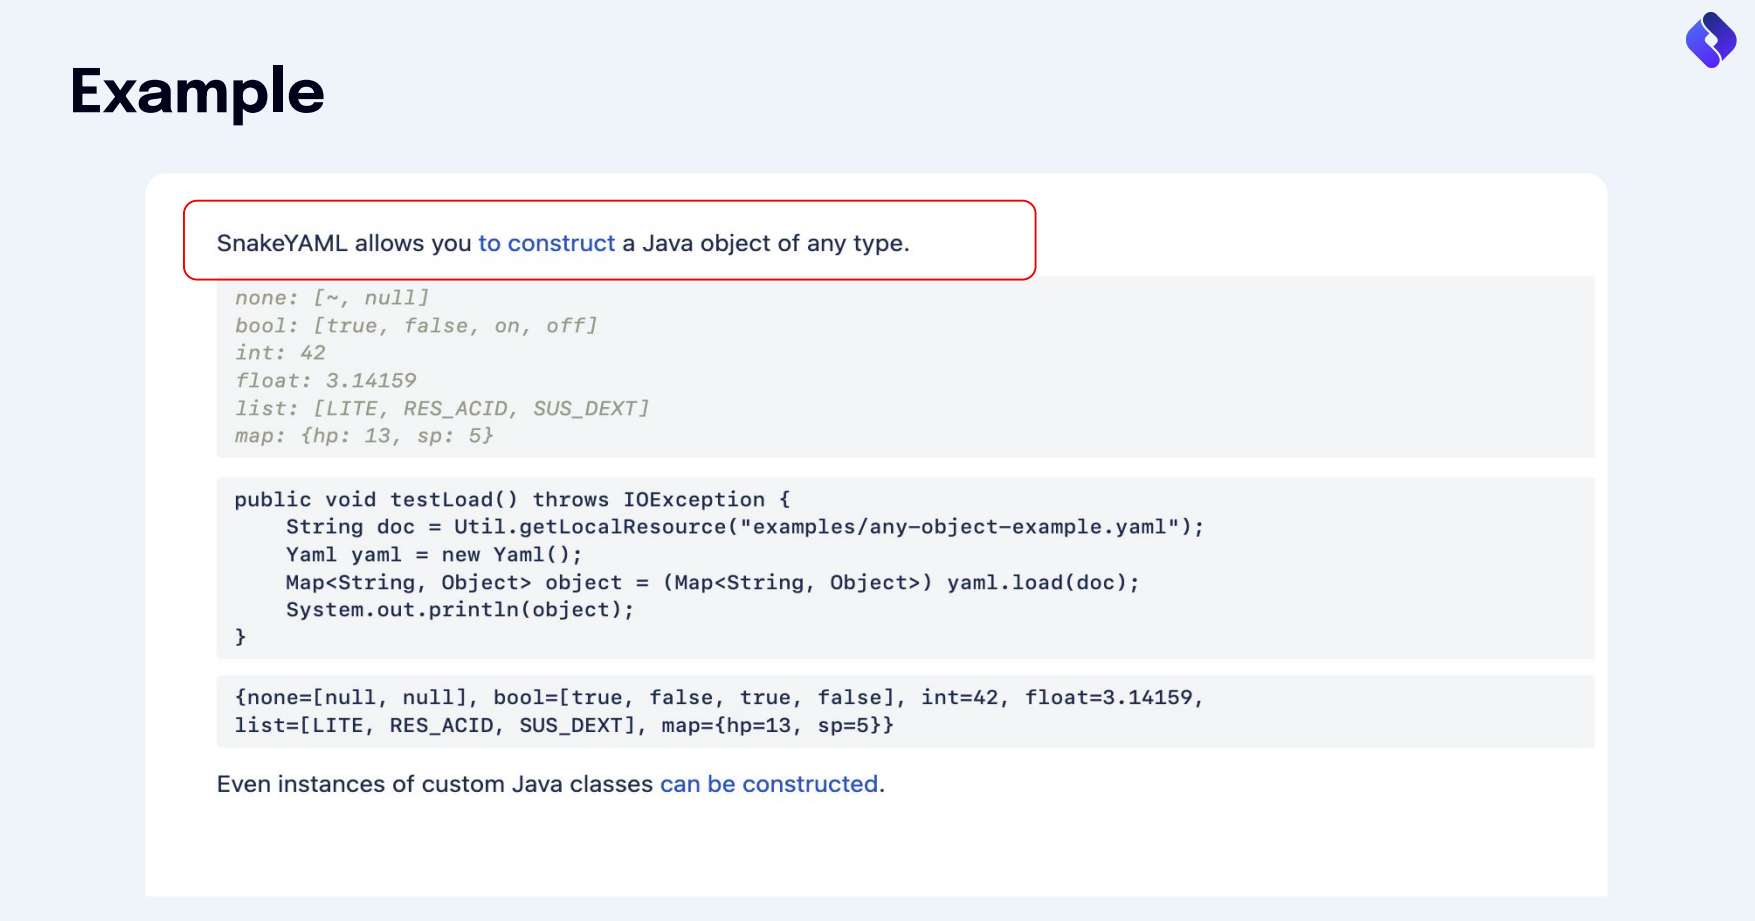 Example
SnakeYAML allows you to construct a Java object of any type.
none: [~, null]
bool: [true, false, on, off]
int: 42
float: 3.14159
list: [LITE, RES_ACID, SUS_DEXT]
map: {hp: 13, sp: 5}
public void testLoad() throws IOException {
    String doc = Util.getLocalResource("examples/any-object-example.yaml");
    Yaml yaml = new Yaml();
    Map<String, Object> object = (Map<String, Object>) yaml.load(doc);
    System.out.println(object);
}
{none=[null, null], bool=[true, false, true, false], int=42, float=3.14159,
list=[LITE, RES_ACID, SUS_DEXT], map={hp=13, sp=5}}
Even instances of custom Java classes can be constructed.